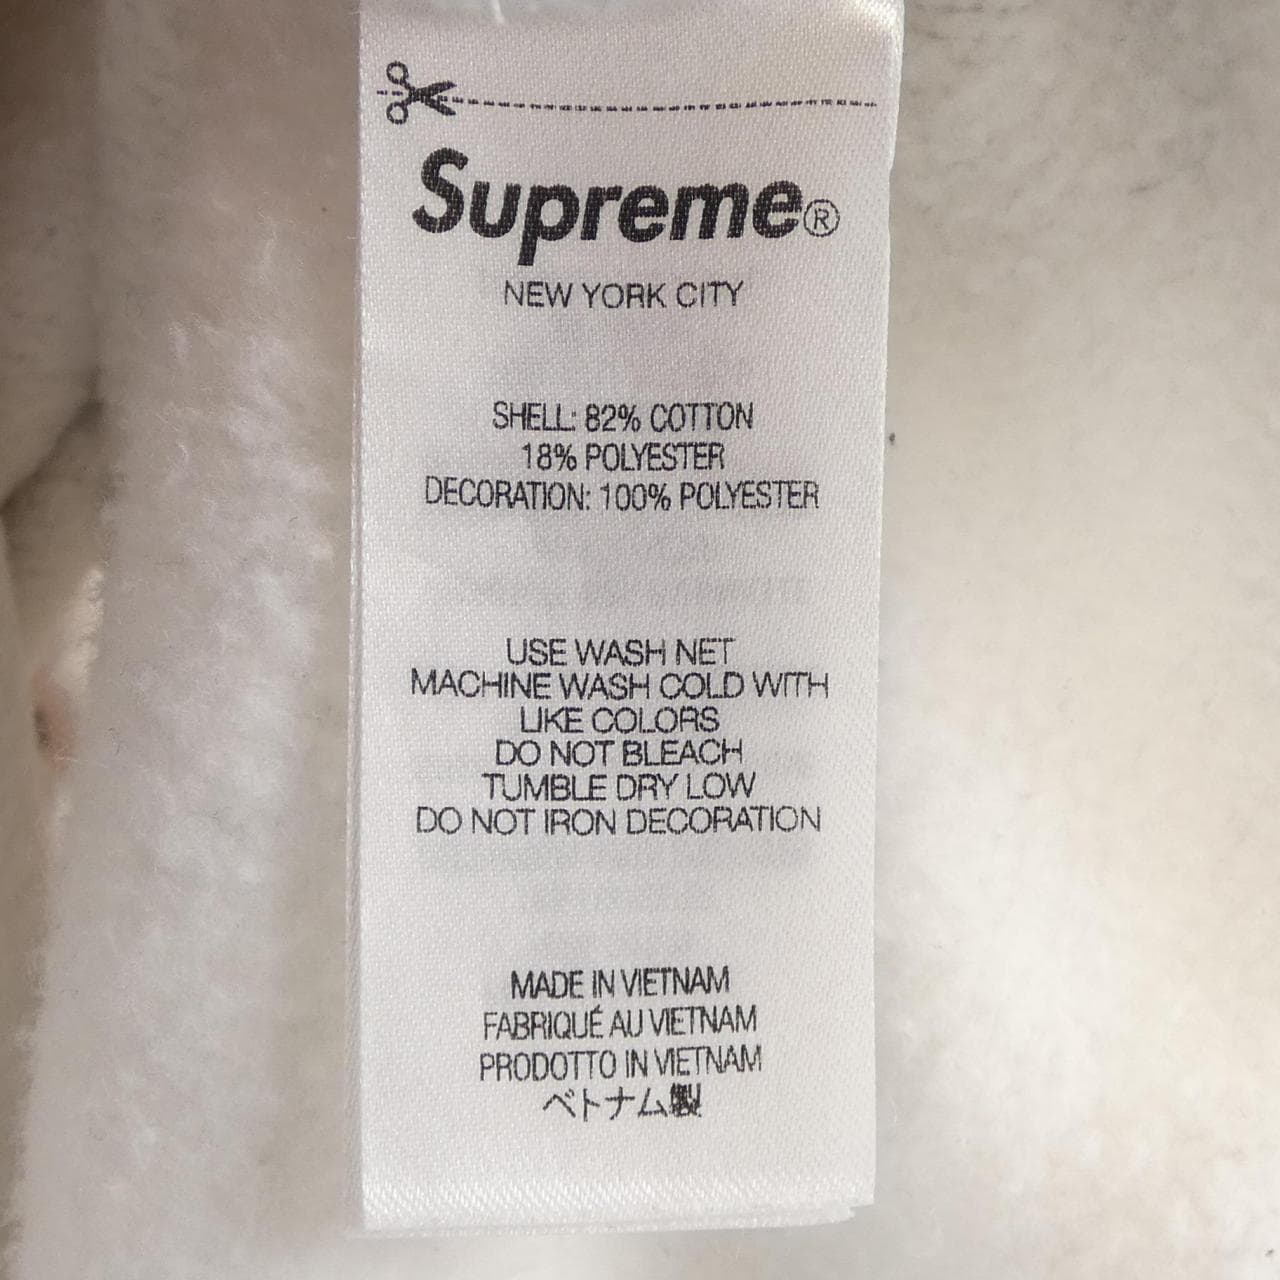 Supreme®
NEW YORK CITY
SHELL: 82% COTTON
18% POLYESTER
DECORATION: 100% POLYESTER
USE WASH NET
MACHINE WASH COLD WITH
LIKE COLORS
DO NOT BLEACH
TUMBLE DRY LOW
DO NOT IRON DECORATION
MADE IN VIETNAM
FABRIQUÉ AU VIETNAM
PRODOTTO IN VIETNAM
ベトナム製